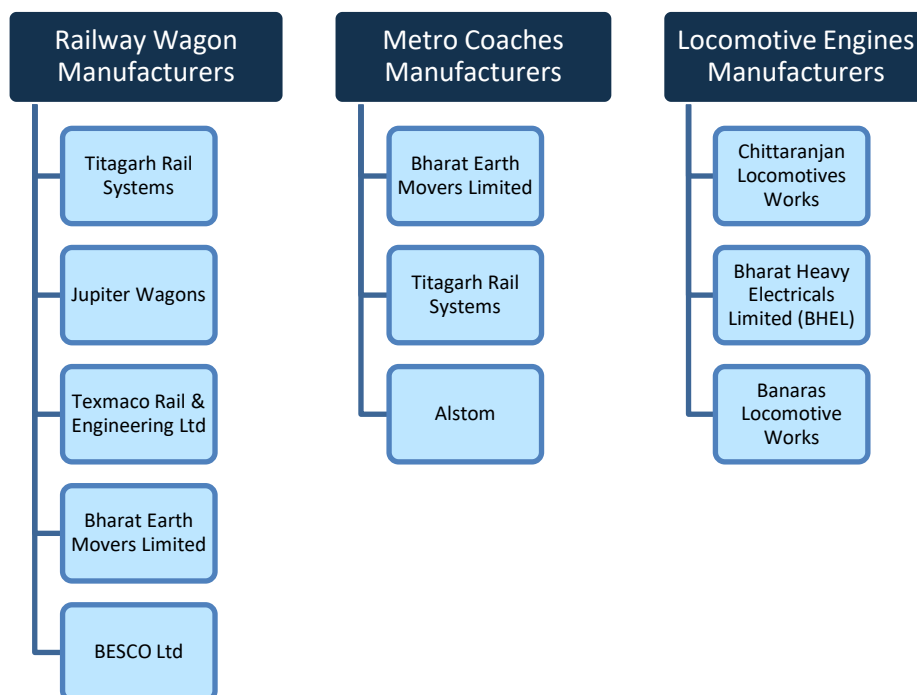 Railway Wagon
Manufacturers
Titagarh Rail
Systems
Jupiter Wagons
Texmaco Rail &
Engineering Ltd
Bharat Earth
Movers Limited
BESCO Ltd
Metro Coaches
Manufacturers
Bharat Earth
Movers Limited
Titagarh Rail
Systems
Alstom
Locomotive Engines
Manufacturers
Chittaranjan
Locomotives
Works
Bharat Heavy
Electricals
Limited (BHEL)
Banaras
Locomotive
Works